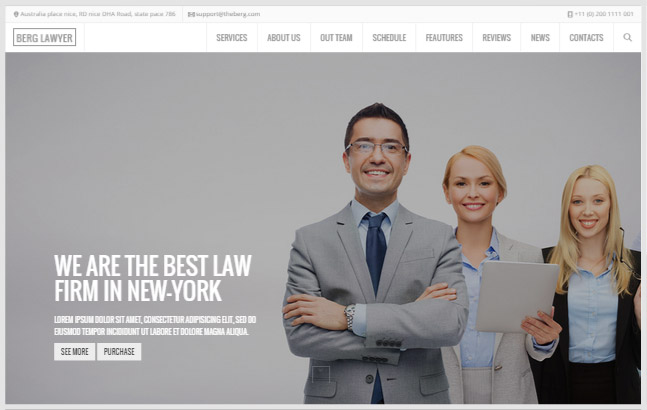 Australia place nice, RD nice DHA Road, state pace 786 support@theberg.com +11 (0) 200 1111 001
BERG LAWYER SERVICES ABOUT US OUT TEAM SCHEDULE FEAUTURES REVIEWS NEWS CONTACTS
WE ARE THE BEST LAW
FIRM IN NEW-YORK
LOREM IPSUM DOLOR SIT AMET, CONSECTETUR ADIPISICING ELIT, SED DO
EIUSMOD TEMPOR INCIDIDUNT UT LABORE ET DOLORE MAGNA ALIQUA.
SEE MORE PURCHASE